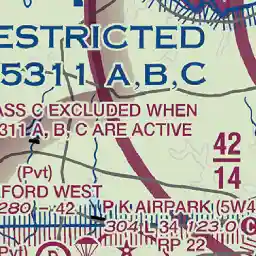 ESTRICTED
5311 A,B,C
ASS C EXCLUDED WHEN
311 A, B, C ARE ACTIVE
42
14
(Pvt)
FORD WEST
280 - 42
P K AIRPARK (5W4
304 L 34 123.0 C
RP 22
Pvt)
R